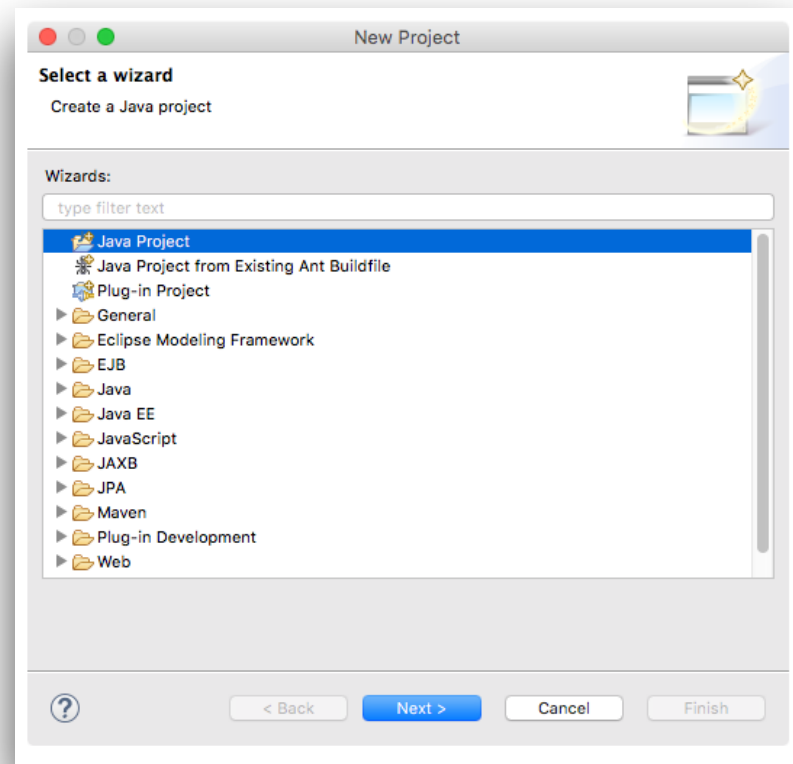 New Project
Select a wizard
Create a Java project
Wizards:
type filter text
Java Project
Java Project from Existing Ant Buildfile
Plug-in Project
General
Eclipse Modeling Framework
EJB
Java
Java EE
JavaScript
JAXB
JPA
Maven
Plug-in Development
Web
? < Back Next > Cancel Finish